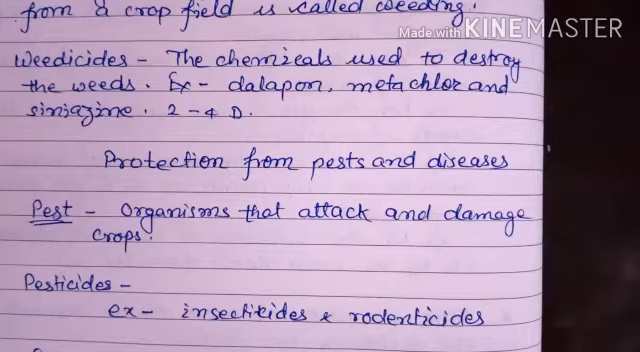 from a crop field is called weeding.
Made with KINEMASTER
Weedicides - The chemicals used to destroy
the weeds. Ex - dalapon, metachlor and
simiazine. 2-4 D.
Protection from pests and diseases
Pest - Organisms that attack and damage
crops.
Pesticides -
ex - insectitides & rodenticides